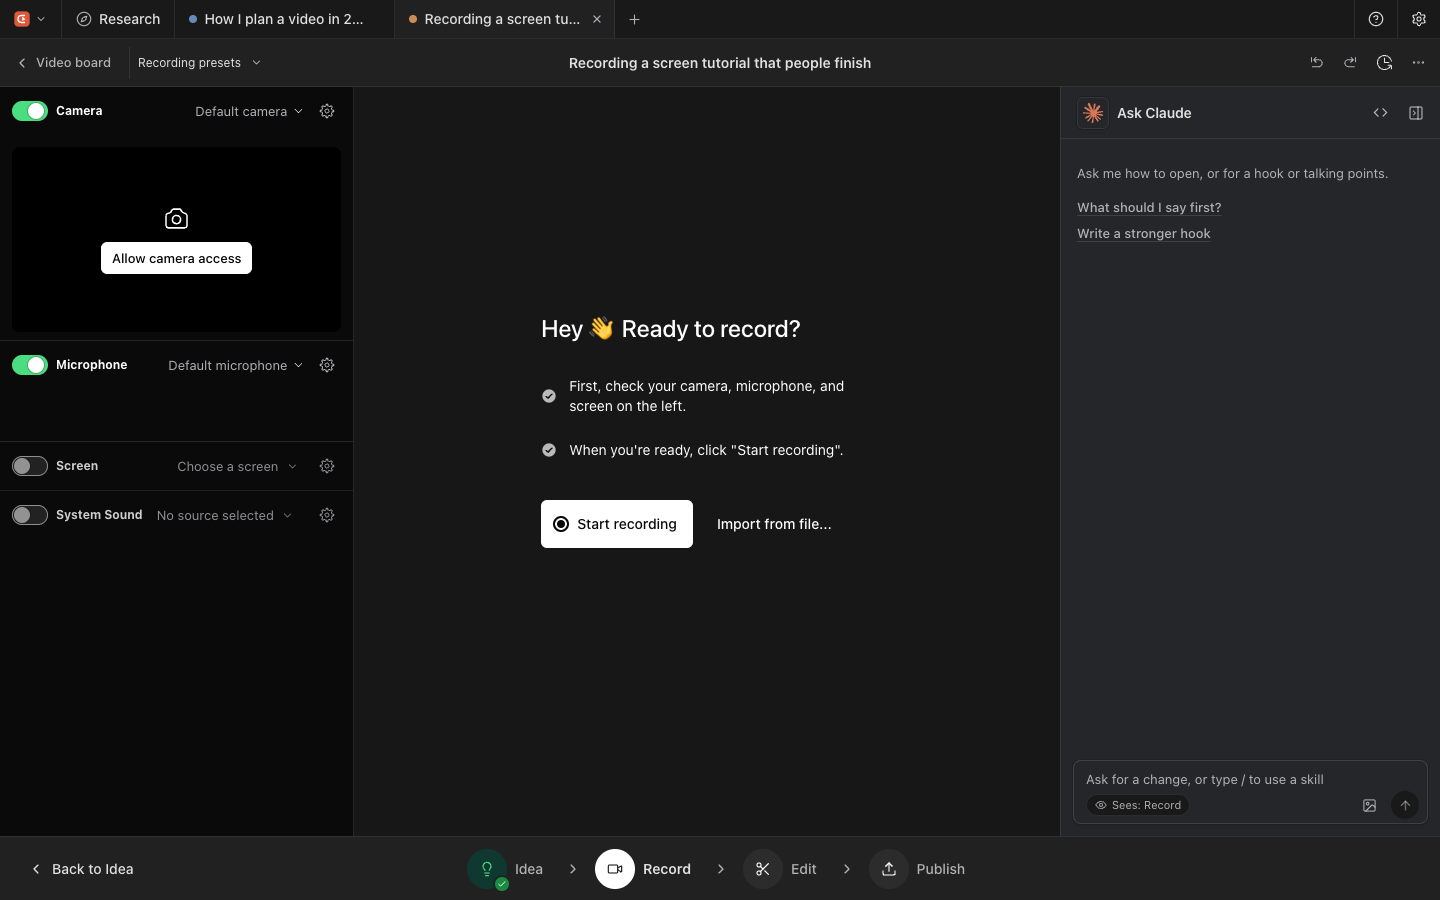 Research
How I plan a video in 2...
Recording a screen tu...
Video board
Recording presets
Recording a screen tutorial that people finish
Camera
Default camera
Allow camera access
Microphone
Default microphone
Screen
Choose a screen
System Sound
No source selected
Hey 👋 Ready to record?
First, check your camera, microphone, and
screen on the left.
When you're ready, click "Start recording".
Start recording
Import from file...
Ask Claude
Ask me how to open, or for a hook or talking points.
What should I say first?
Write a stronger hook
Ask for a change, or type / to use a skill
Sees: Record
Back to Idea
Idea
Record
Edit
Publish